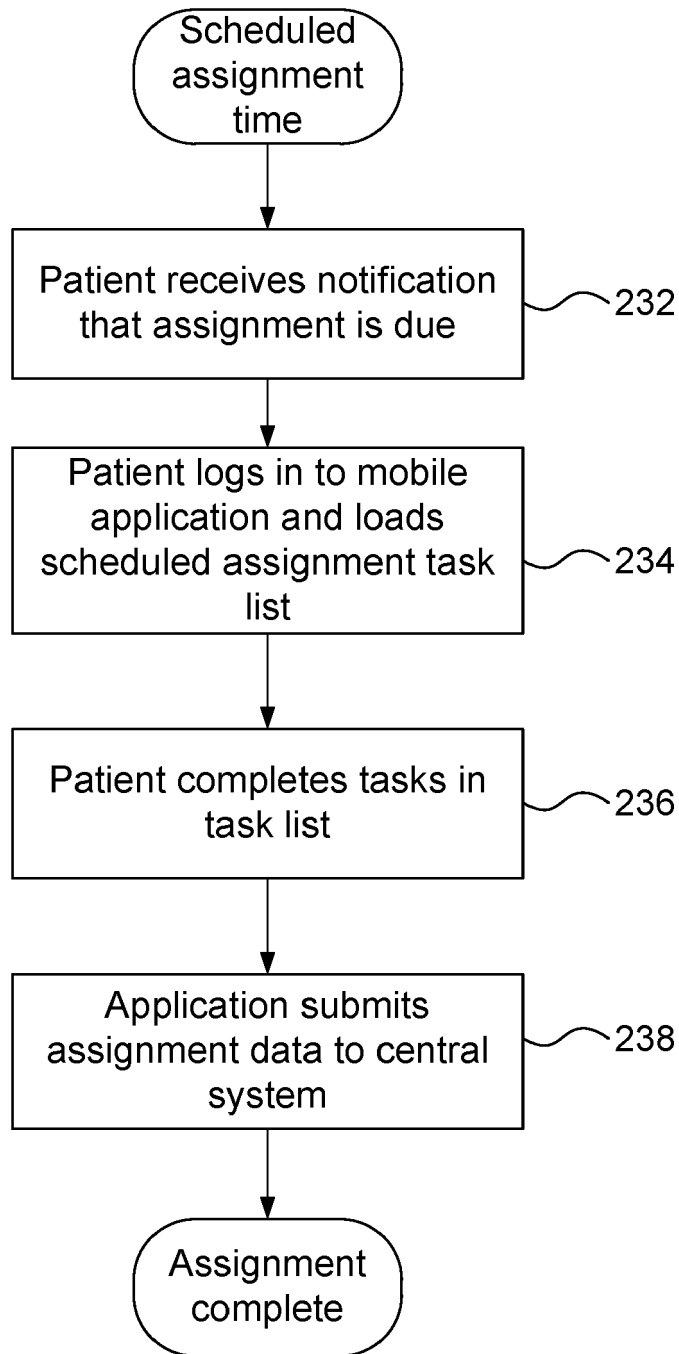 Scheduled
assignment
time
Patient receives notification
that assignment is due
232
Patient logs in to mobile
application and loads
scheduled assignment task
list
234
Patient completes tasks in
task list
236
Application submits
assignment data to central
system
238
Assignment
complete